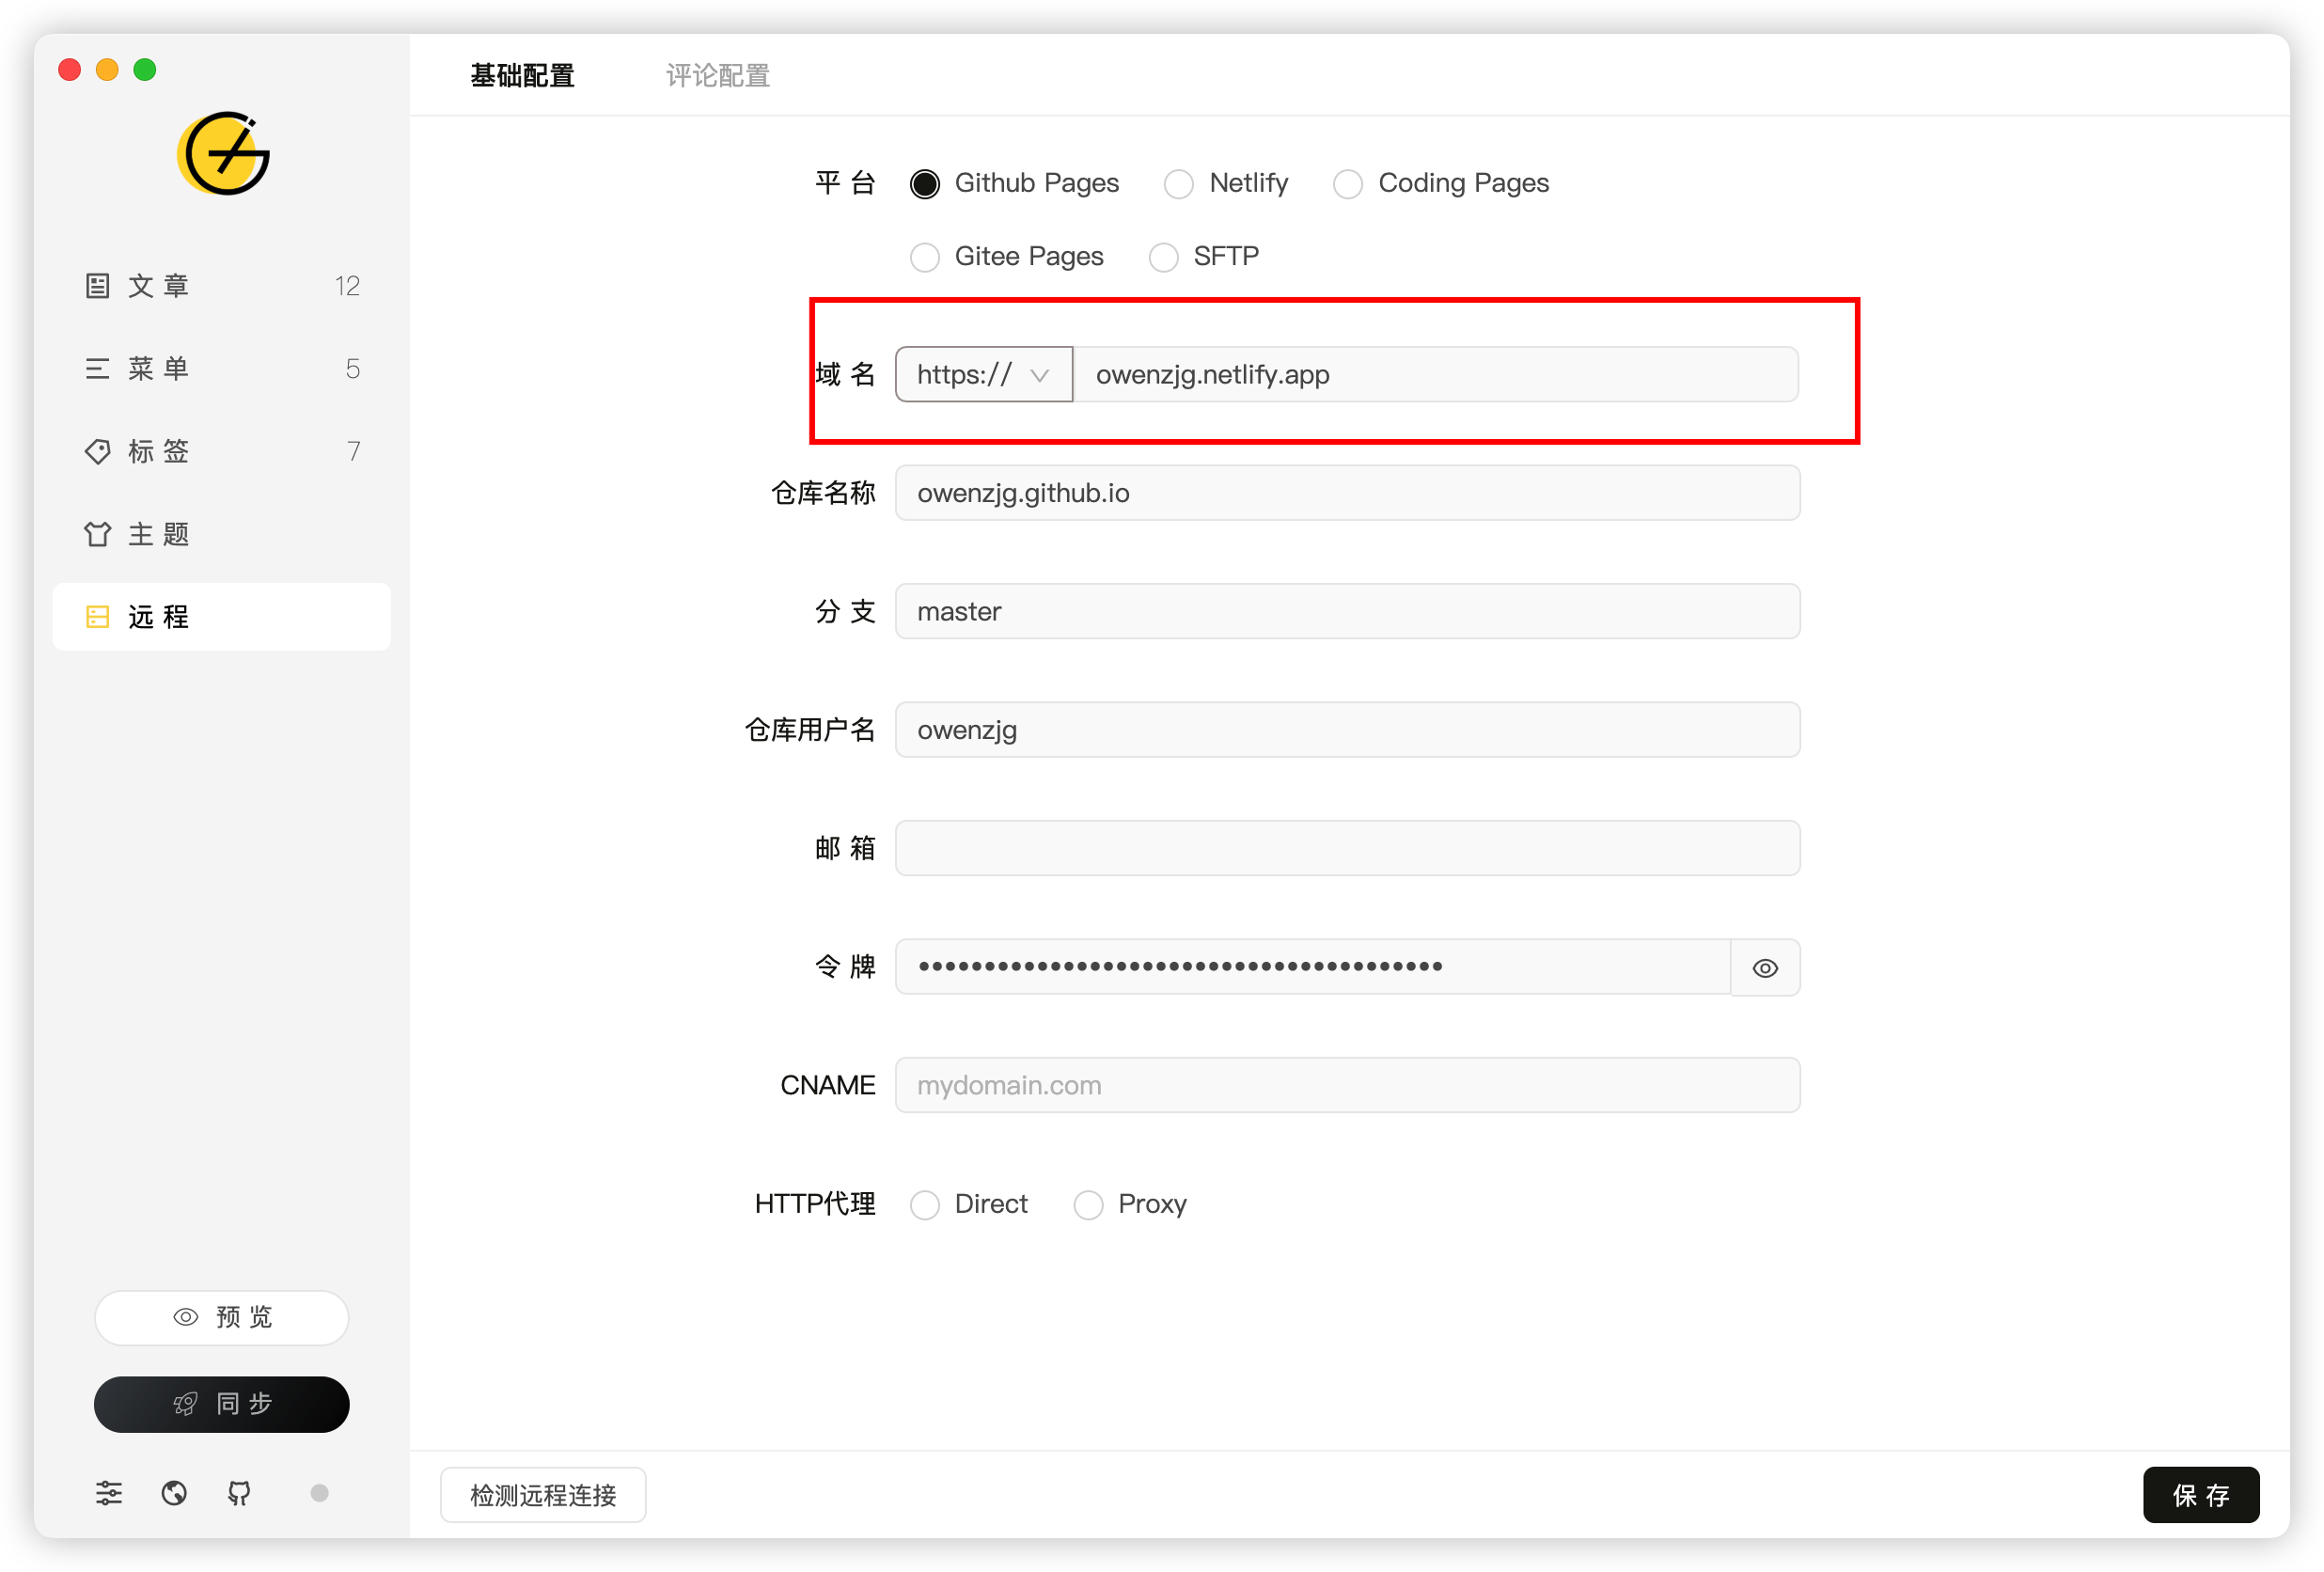 基础配置 评论配置
文章 12
菜单 5
标签 7
主题
远程
预览
同步
平台 Github Pages Netlify Coding Pages
Gitee Pages SFTP
域名 https:// owenzjg.netlify.app
仓库名称 owenzjg.github.io
分支 master
仓库用户名 owenzjg
邮箱
令牌 ••••••••••••••••••••••••••••••••••••••••
CNAME mydomain.com
HTTP代理 Direct Proxy
检测远程连接 保存